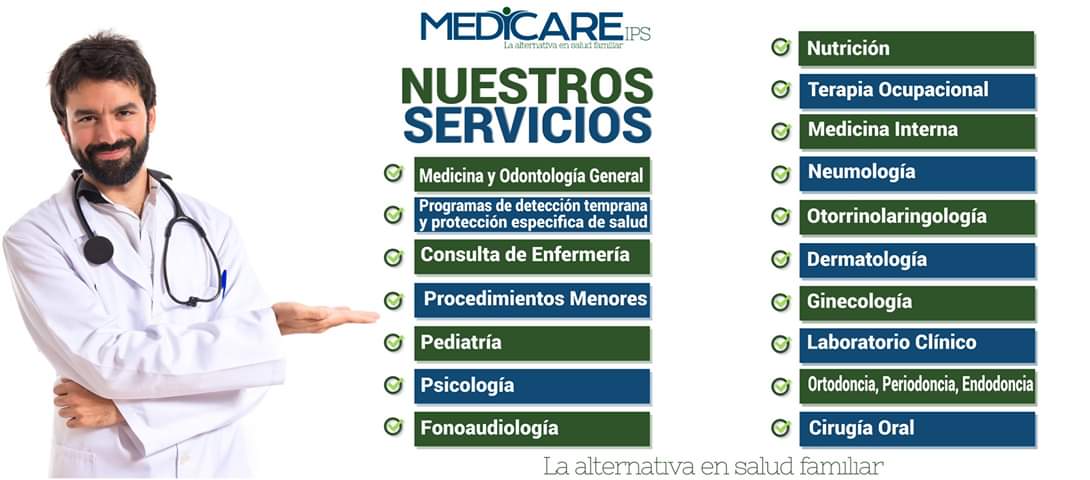 MEDICARE IPS
La alternativa en salud familiar
NUESTROS
SERVICIOS
Medicina y Odontología General
Programas de detección temprana
y protección especifica de salud
Consulta de Enfermería
Procedimientos Menores
Pediatría
Psicología
Fonoaudiología
Nutrición
Terapia Ocupacional
Medicina Interna
Neumología
Otorrinolaringología
Dermatología
Ginecología
Laboratorio Clínico
Ortodoncia, Periodoncia, Endodoncia
Cirugía Oral
La alternativa en salud familiar